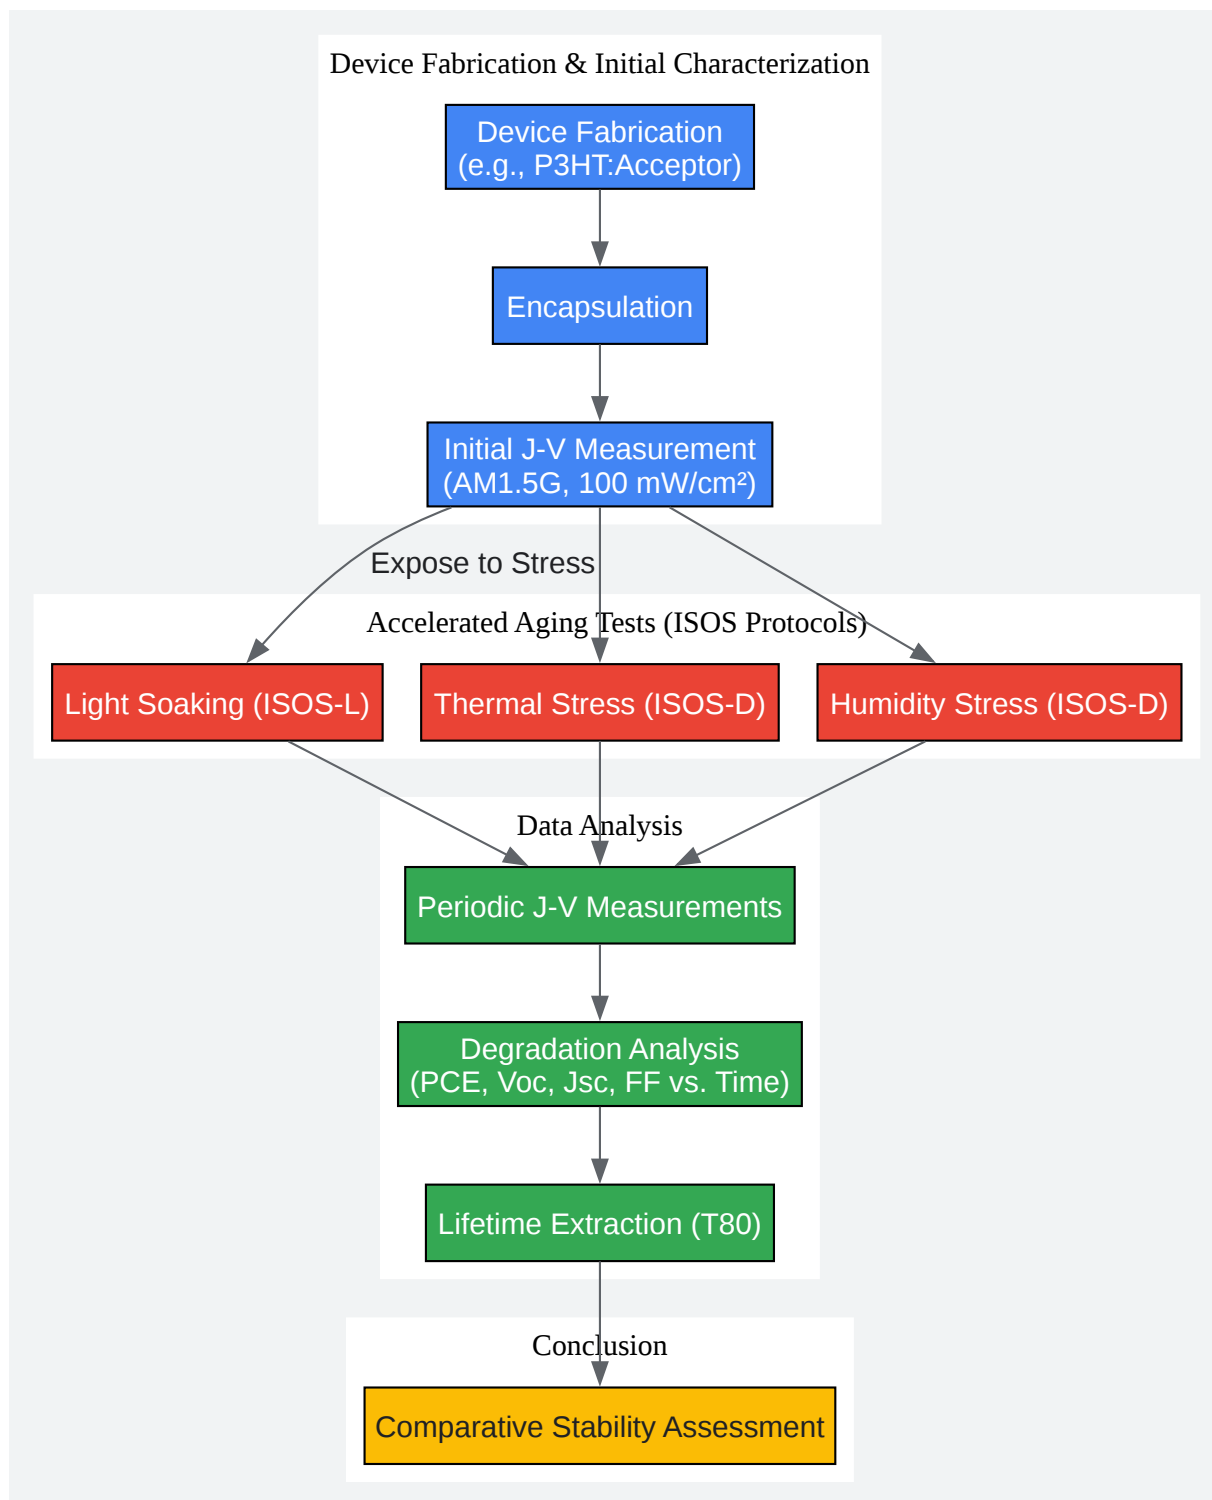 Device Fabrication & Initial Characterization
Device Fabrication
(e.g., P3HT:Acceptor)
Encapsulation
Initial J-V Measurement
(AM1.5G, 100 mW/cm²)
Expose to Stress
Accelerated Aging Tests (ISOS Protocols)
Light Soaking (ISOS-L)
Thermal Stress (ISOS-D)
Humidity Stress (ISOS-D)
Data Analysis
Periodic J-V Measurements
Degradation Analysis
(PCE, Voc, Jsc, FF vs. Time)
Lifetime Extraction (T80)
Conclusion
Comparative Stability Assessment